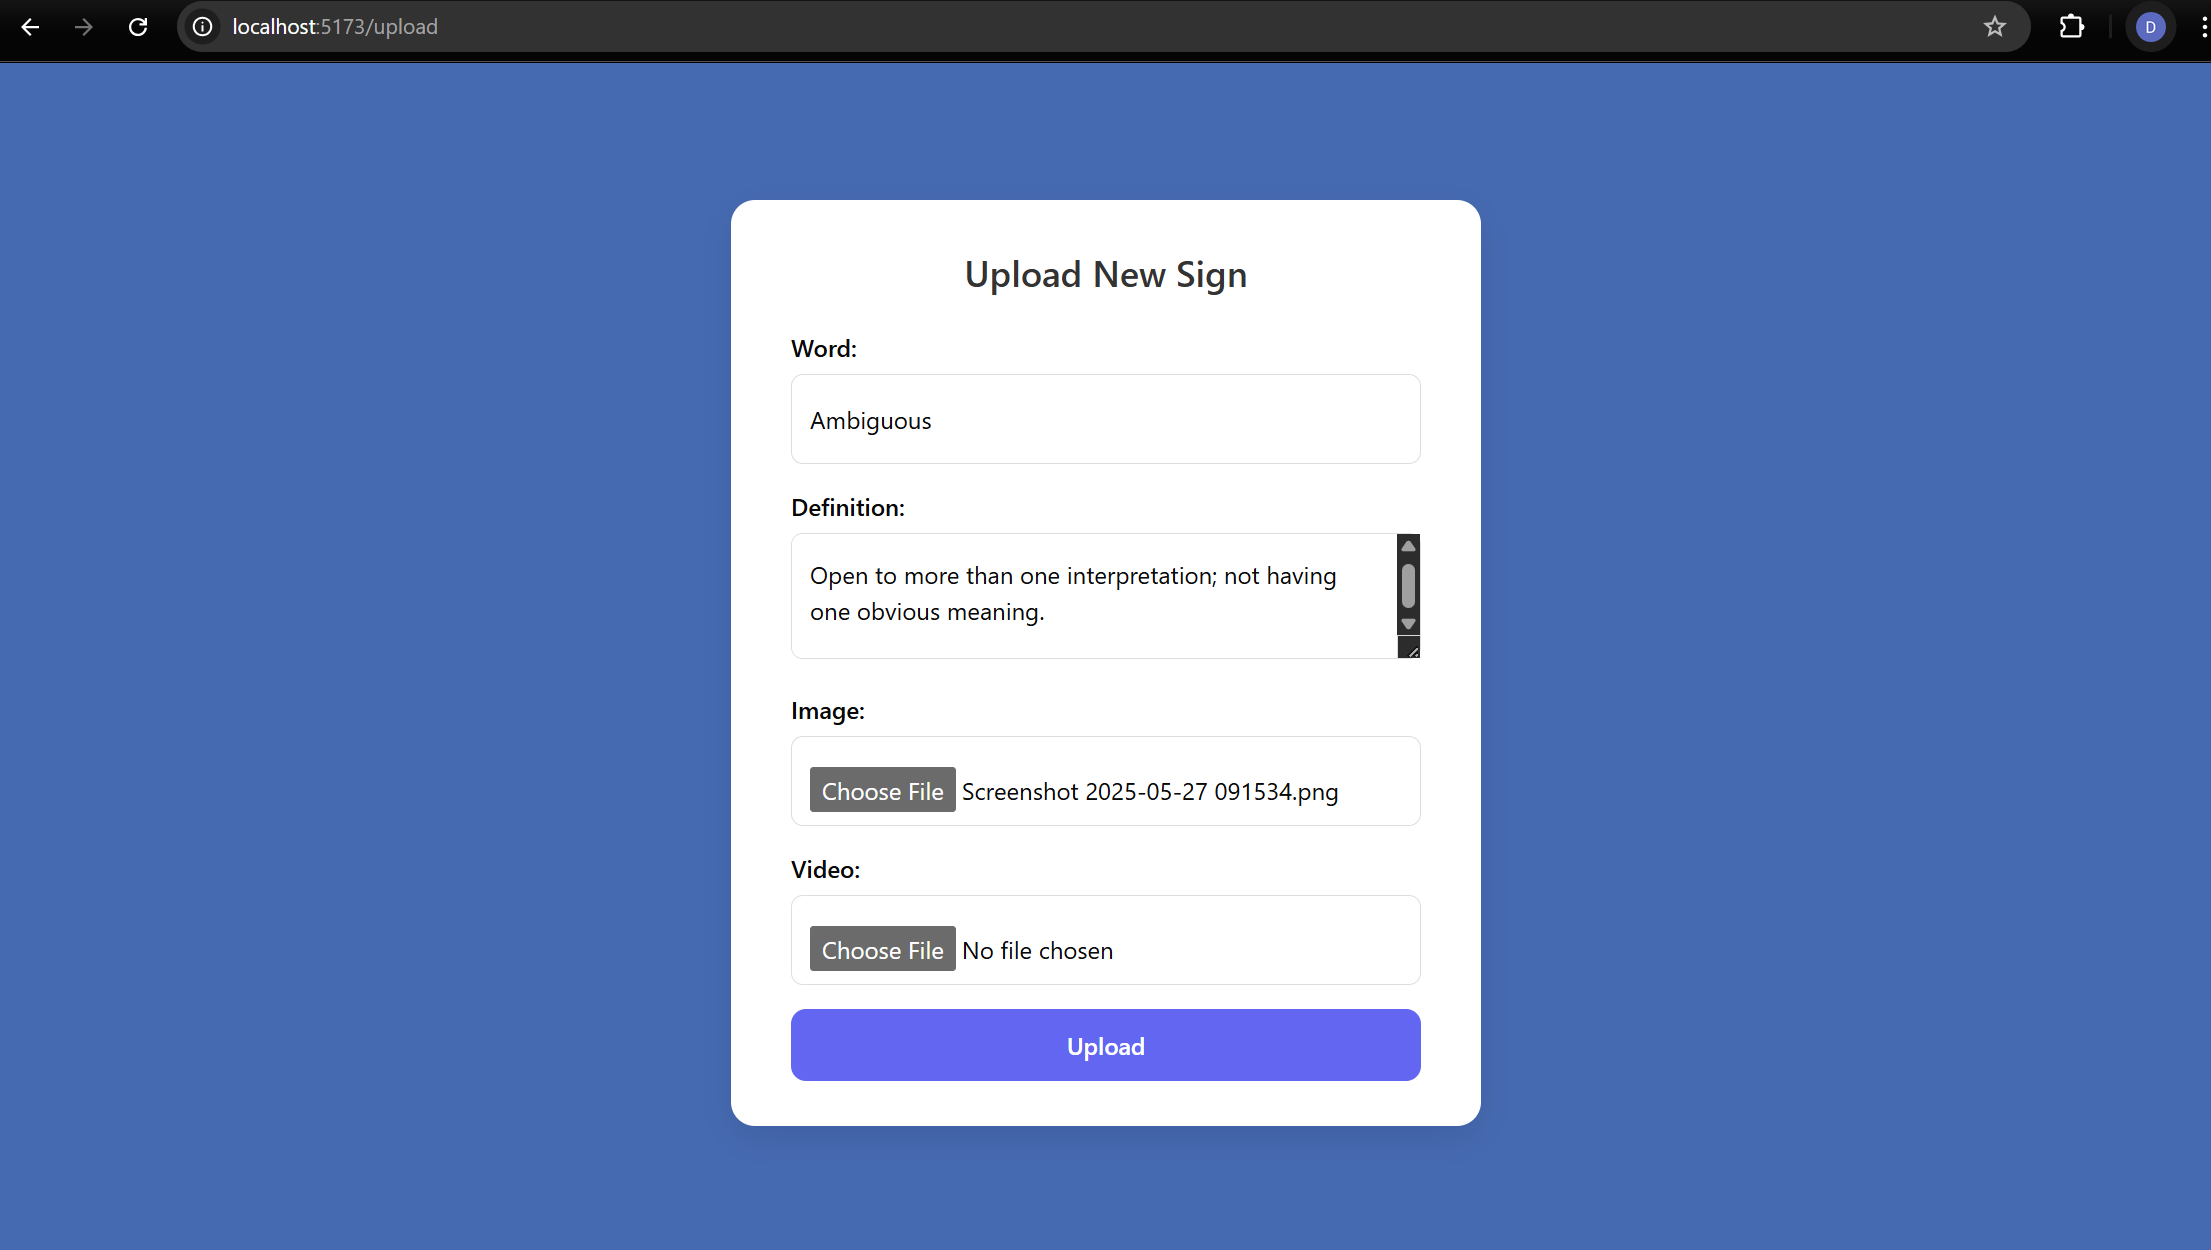 localhost:5173/upload
D
Upload New Sign
Word:
Ambiguous
Definition:
Open to more than one interpretation; not having
one obvious meaning.
Image:
Choose File Screenshot 2025-05-27 091534.png
Video:
Choose File No file chosen
Upload